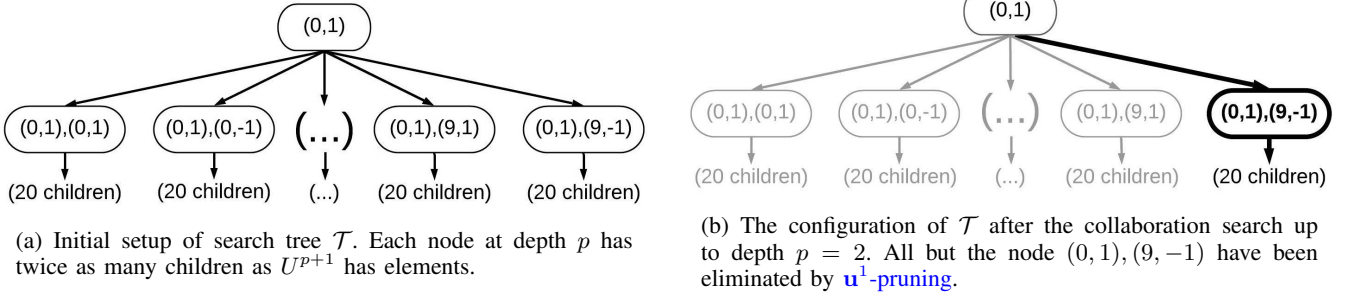 (0,1)
(0,1),(0,1)
(0,1),(0,-1)
(...)
(0,1),(9,1)
(0,1),(9,-1)
(20 children)
(20 children)
(...)
(20 children)
(20 children)
(a) Initial setup of search tree 𝒯. Each node at depth p has
twice as many children as U^{p+1} has elements.
(0,1)
(0,1),(0,1)
(0,1),(0,-1)
(...)
(0,1),(9,1)
(0,1),(9,-1)
(20 children)
(20 children)
(...)
(20 children)
(20 children)
(b) The configuration of 𝒯 after the collaboration search up
to depth p = 2. All but the node (0, 1), (9, −1) have been
eliminated by u¹-pruning.